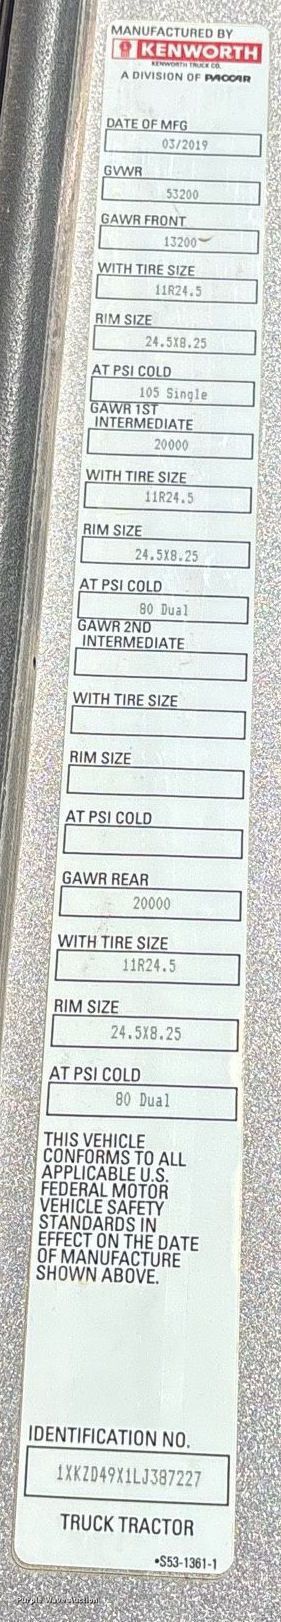 MANUFACTURED BY
KENWORTH
KENWORTH TRUCK CO.
A DIVISION OF PACCAR
DATE OF MFG
03/2019
GVWR
53200
GAWR FRONT
13200
WITH TIRE SIZE
11R24.5
RIM SIZE
24.5X8.25
AT PSI COLD
105 Single
GAWR 1ST
INTERMEDIATE
20000
WITH TIRE SIZE
11R24.5
RIM SIZE
24.5X8.25
AT PSI COLD
80 Dual
GAWR 2ND
INTERMEDIATE
WITH TIRE SIZE
RIM SIZE
AT PSI COLD
GAWR REAR
20000
WITH TIRE SIZE
11R24.5
RIM SIZE
24.5X8.25
AT PSI COLD
80 Dual
THIS VEHICLE
CONFORMS TO ALL
APPLICABLE U.S.
FEDERAL MOTOR
VEHICLE SAFETY
STANDARDS IN
EFFECT ON THE DATE
OF MANUFACTURE
SHOWN ABOVE.
IDENTIFICATION NO.
1XKZD49X1LJ387227
TRUCK TRACTOR
•S53-1361-1
Purple Wave Auction